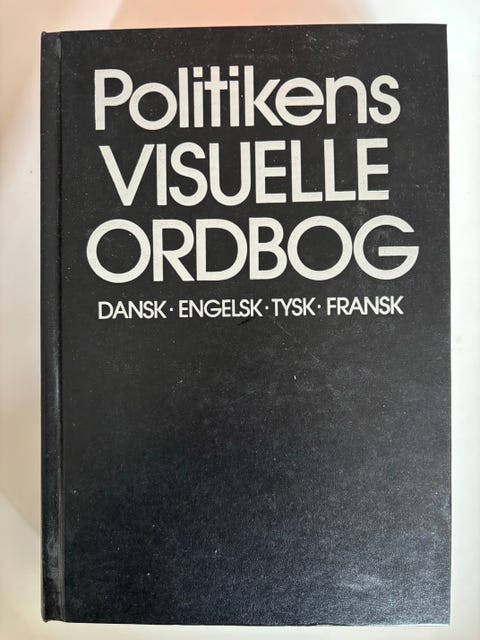 Politikens
VISUELLE
ORDBOG
DANSK · ENGELSK · TYSK · FRANSK